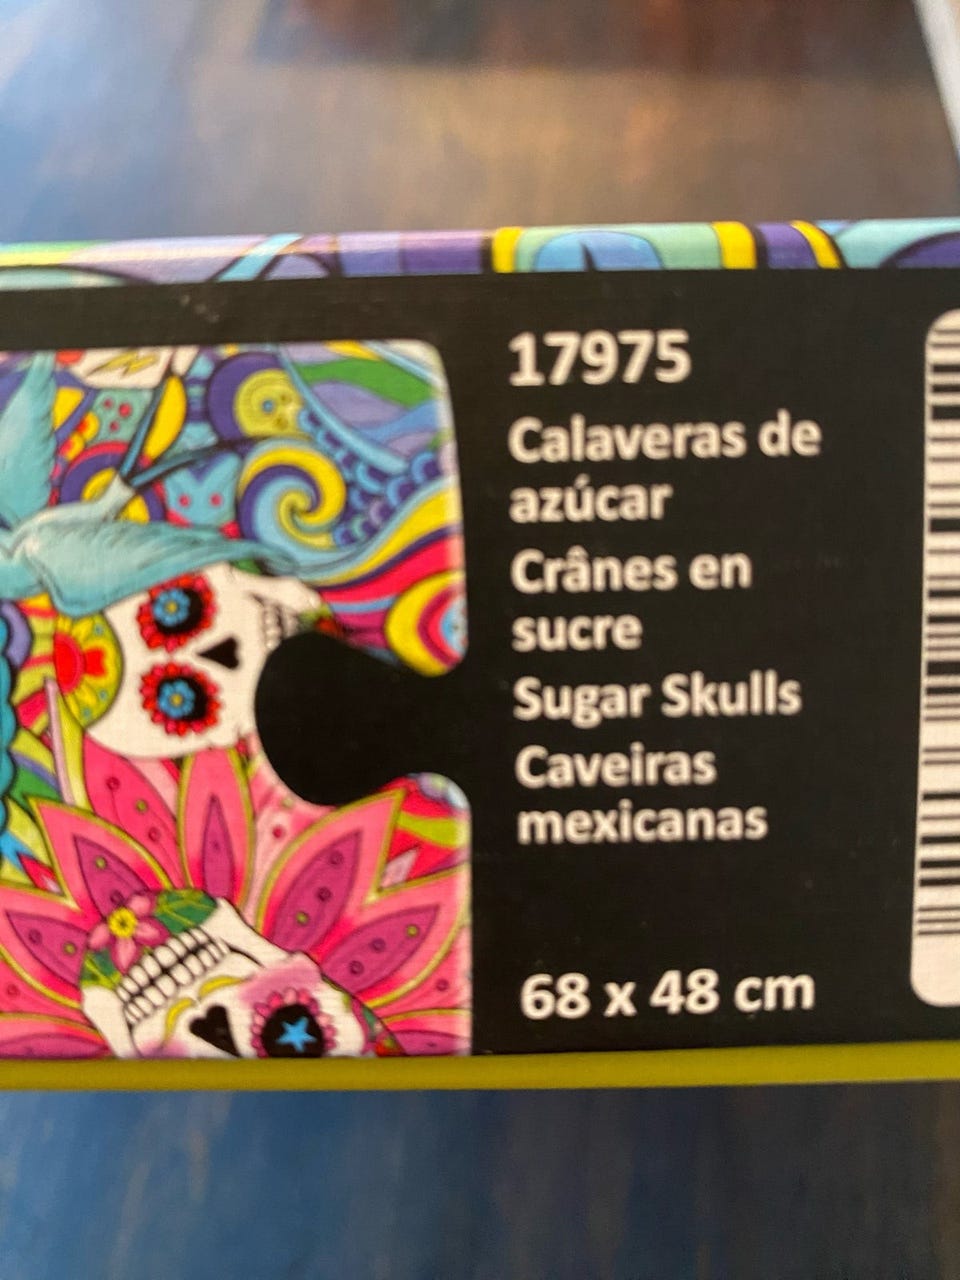 17975
Calaveras de
azúcar
Crânes en
sucre
Sugar Skulls
Caveiras
mexicanas
68 x 48 cm